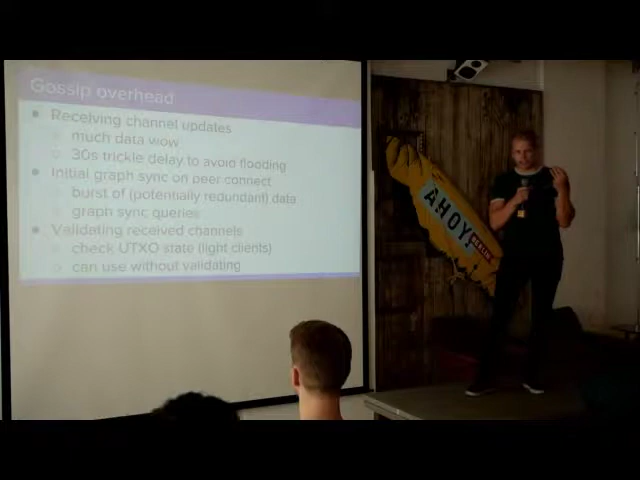 Gossip overhead
Receiving channel updates
much data wow
30s trickle delay to avoid flooding
Initial graph sync on peer connect
burst of (potentially redundant) data
graph sync queries
Validating received channels
check UTXO state (light clients)
can use without validating
AHOY!
BERLIN